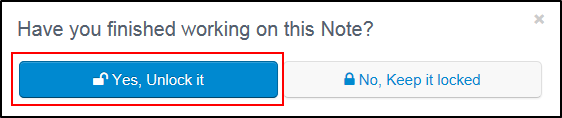 Have you finished working on this Note?
Yes, Unlock it
No, Keep it locked